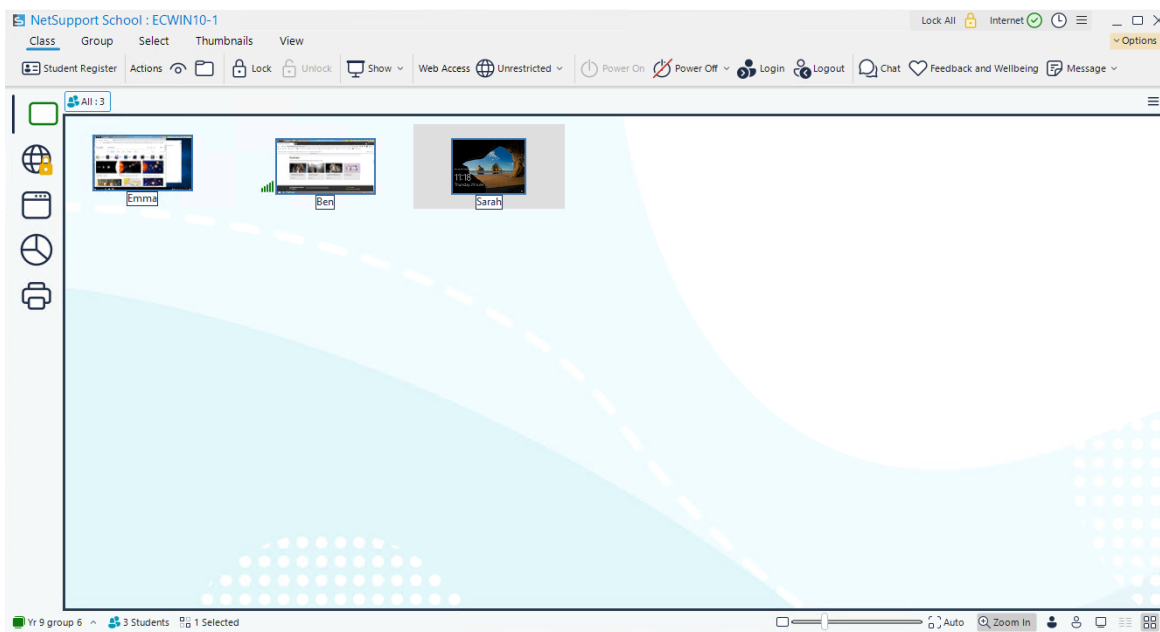 NetSupport School : ECWIN10-1
Lock All Internet
Class Group Select Thumbnails View
Options
Student Register Actions Lock Unlock Show Web Access Unrestricted Power On Power Off Login Logout Chat Feedback and Wellbeing Message
All : 3
11:18
Emma
Ben
Sarah
Yr 9 group 6 3 Students 1 Selected Auto Zoom In